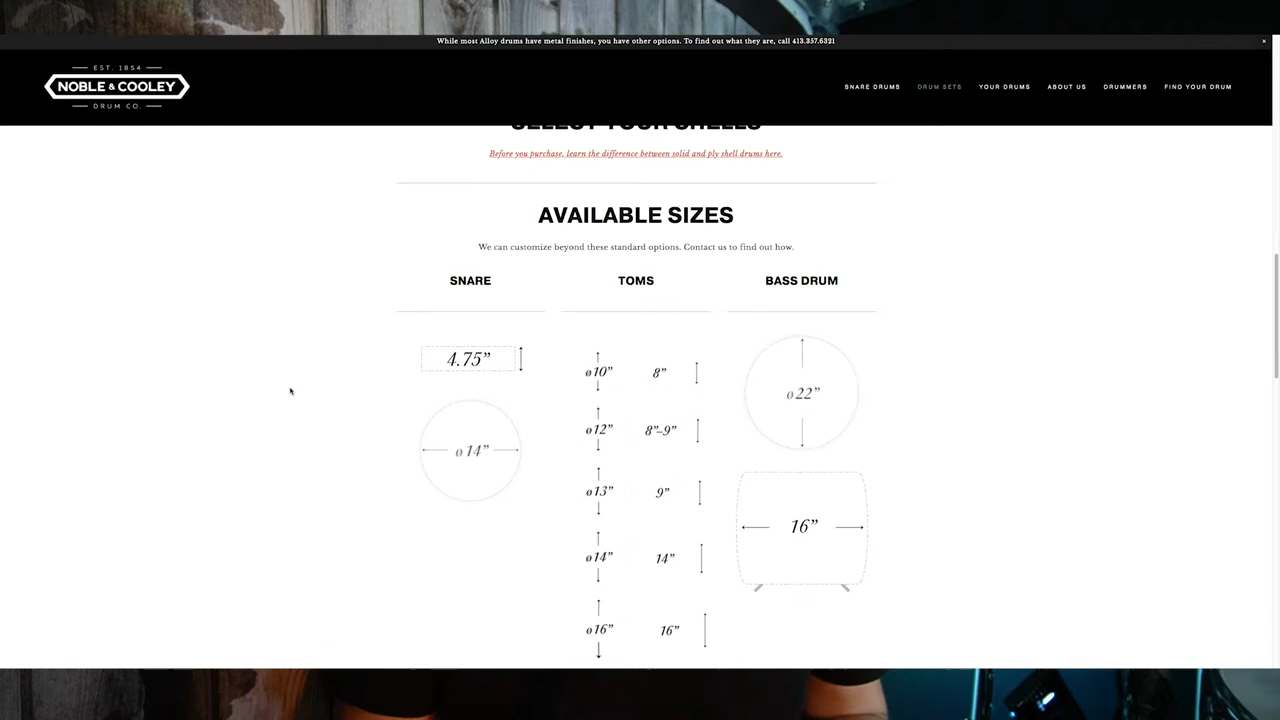 While most Alloy drums have metal finishes, you have other options. To find out what they are, call 413.357.6321
×
EST. 1854
NOBLE & COOLEY
DRUM CO.
SNARE DRUMS
DRUM SETS
YOUR DRUMS
ABOUT US
DRUMMERS
FIND YOUR DRUM
SELECT YOUR SHELLS
Before you purchase, learn the difference between solid and ply shell drums here.
AVAILABLE SIZES
We can customize beyond these standard options. Contact us to find out how.
SNARE
4.75”
ø14”
TOMS
ø10” 8”
ø12” 8”–9”
ø13” 9”
ø14” 14”
ø16” 16”
BASS DRUM
ø22”
16”